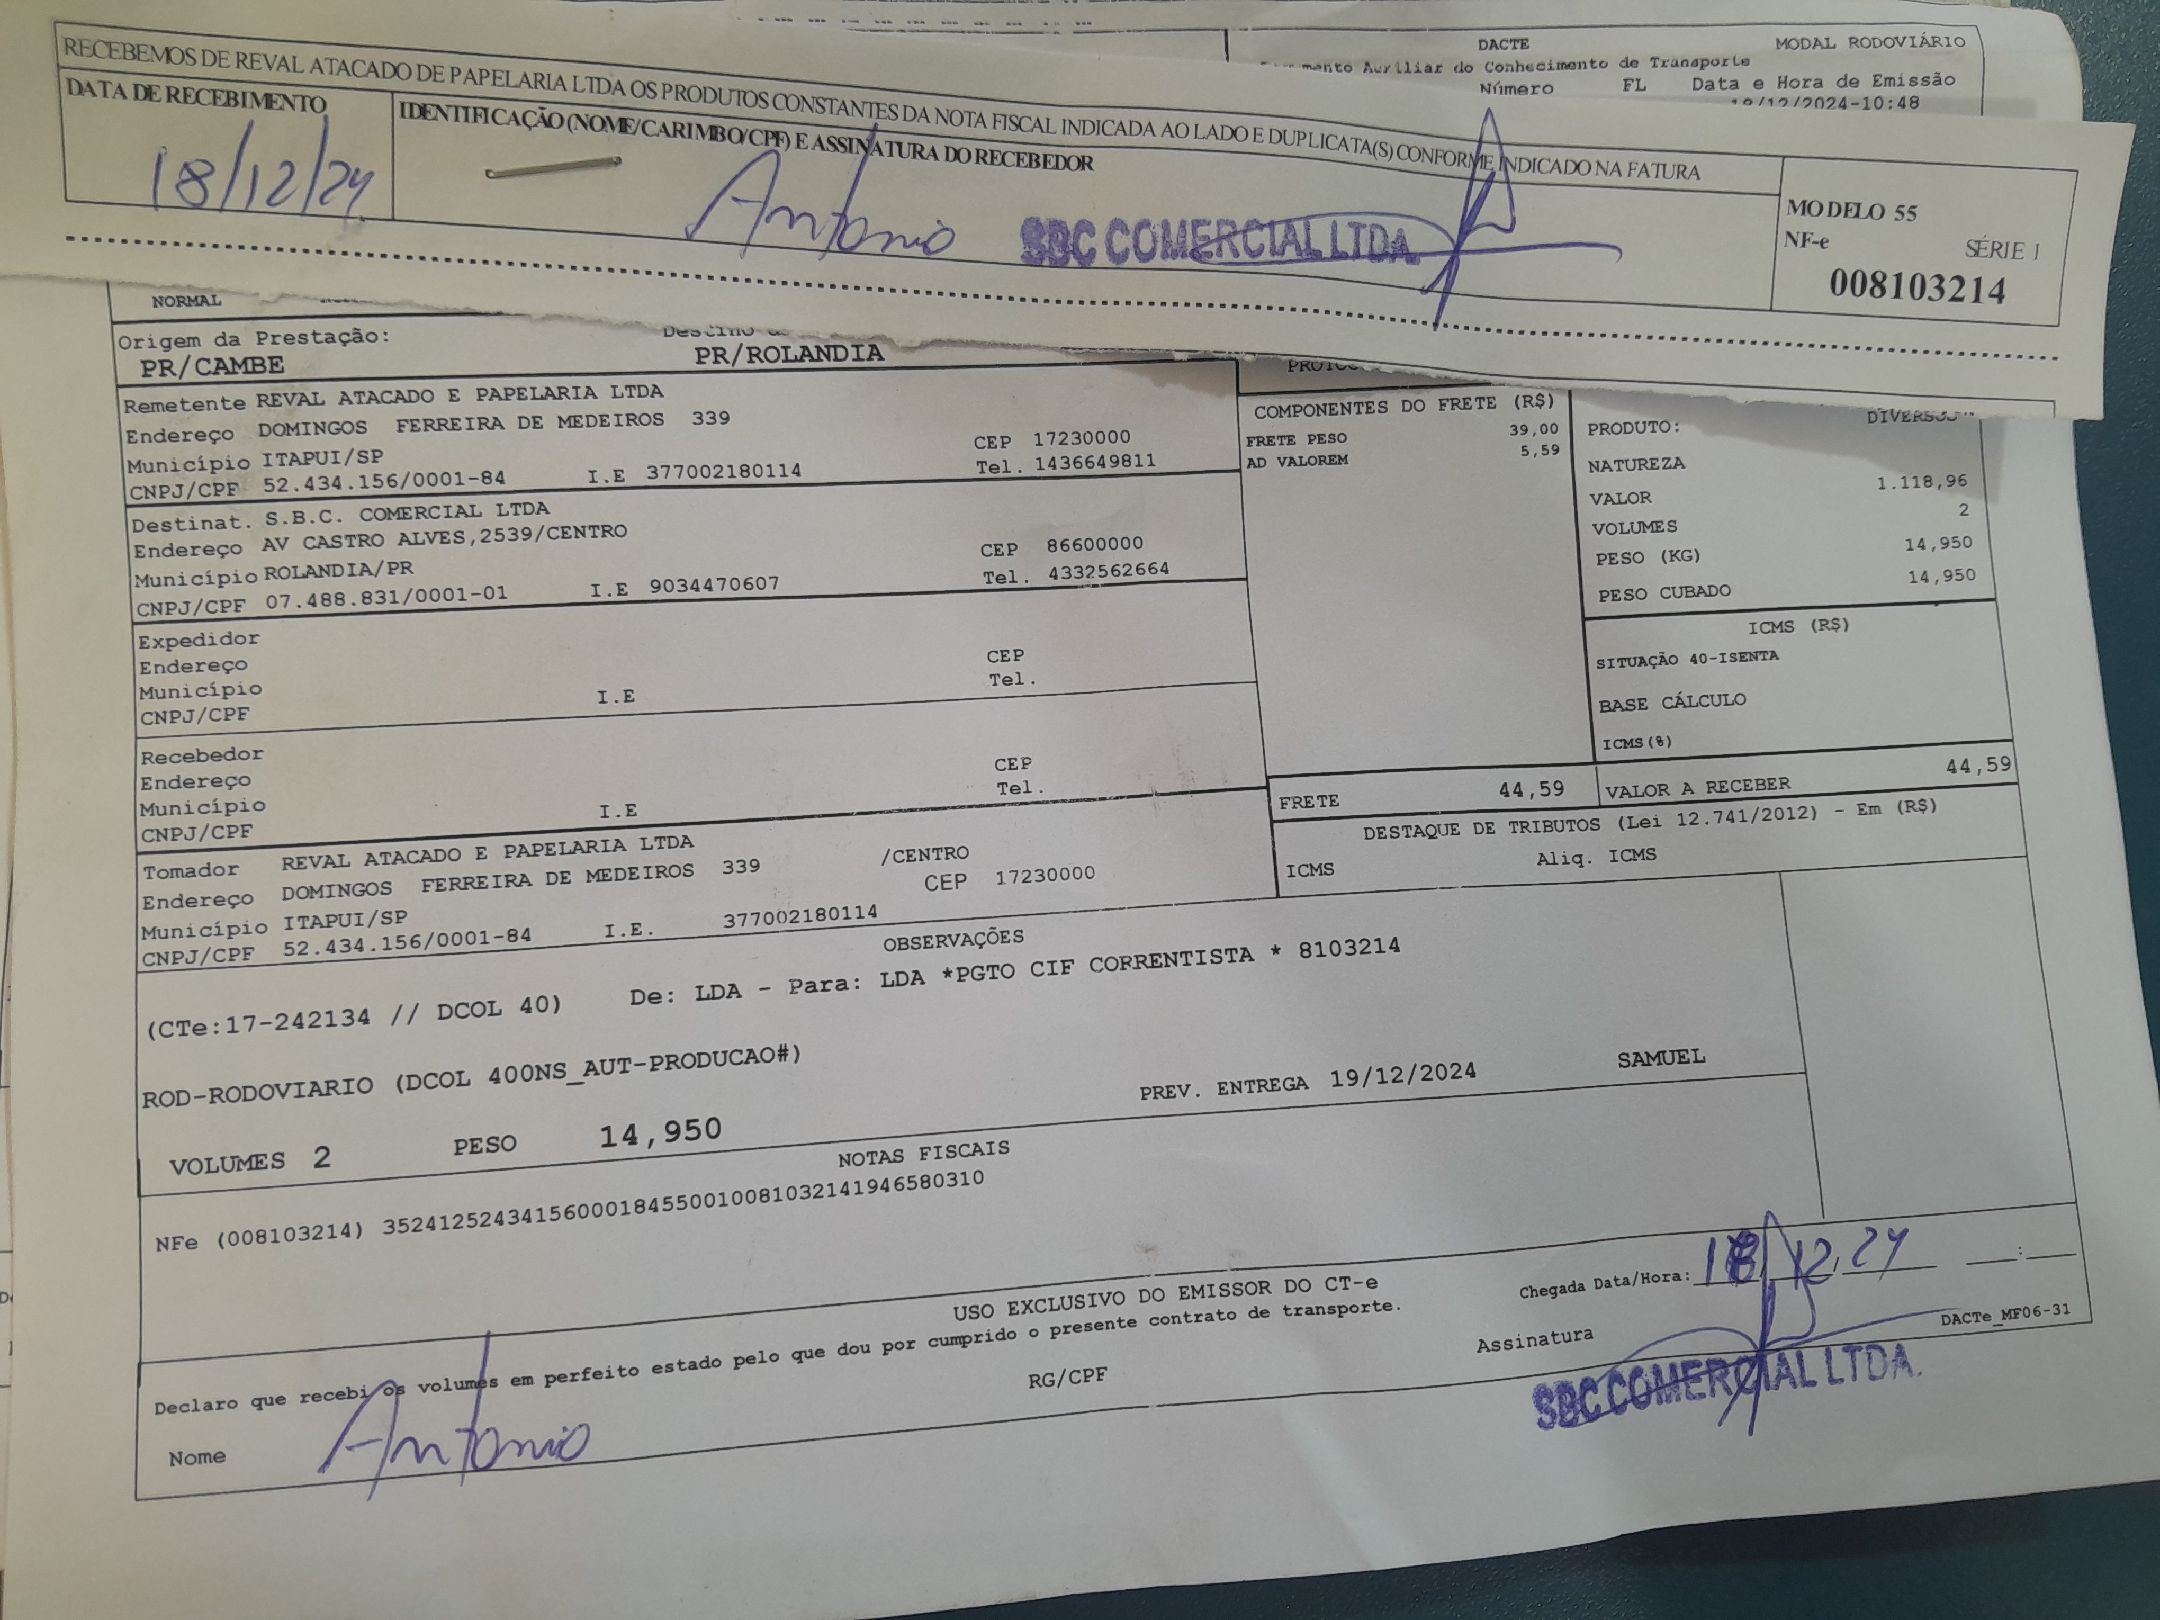 DACTE
MODAL RODOVIÁRIO
Auxiliar do Conhecimento de Transporte
Número FL Data e Hora de Emissão
/12/2024-10:48
RECEBEMOS DE REVAL ATACADO DE PAPELARIA LTDA OS PRODUTOS CONSTANTES DA NOTA FISCAL INDICADA AO LADO E DUPLICATA(S) CONFORME INDICADO NA FATURA
DATA DE RECEBIMENTO
IDENTIFICAÇÃO (NOME/CARIMBO/CPF) E ASSINATURA DO RECEBEDOR
18/12/24
Antonio
SBC COMERCIAL LTDA.
MODELO 55
NF-e
SÉRIE 1
008103214
NORMAL
Origem da Prestação:
PR/CAMBE
PR/ROLANDIA
Remetente REVAL ATACADO E PAPELARIA LTDA
Endereço DOMINGOS FERREIRA DE MEDEIROS 339
Município ITAPUI/SP CEP 17230000
CNPJ/CPF 52.434.156/0001-84 I.E 377002180114 Tel. 1436649811
Destinat. S.B.C. COMERCIAL LTDA
Endereço AV CASTRO ALVES,2539/CENTRO
Município ROLANDIA/PR CEP 86600000
CNPJ/CPF 07.488.831/0001-01 I.E 9034470607 Tel. 4332562664
Expedidor
Endereço
Município CEP
CNPJ/CPF I.E Tel.
Recebedor
Endereço
Município CEP
CNPJ/CPF I.E Tel.
Tomador REVAL ATACADO E PAPELARIA LTDA
Endereço DOMINGOS FERREIRA DE MEDEIROS 339 /CENTRO
Município ITAPUI/SP CEP 17230000
CNPJ/CPF 52.434.156/0001-84 I.E. 377002180114
COMPONENTES DO FRETE (R$)
FRETE PESO 39,00
AD VALOREM 5,59
PRODUTO:
NATUREZA
VALOR 1.118,96
VOLUMES 2
PESO (KG) 14,950
PESO CUBADO 14,950
ICMS (R$)
SITUAÇÃO 40-ISENTA
BASE CÁLCULO
ICMS(%)
FRETE 44,59
VALOR A RECEBER 44,59
DESTAQUE DE TRIBUTOS (Lei 12.741/2012) - Em (R$)
ICMS Aliq. ICMS
OBSERVAÇÕES
(CTe:17-242134 // DCOL 40) De: LDA - Para: LDA *PGTO CIF CORRENTISTA * 8103214
ROD-RODOVIARIO (DCOL 400NS_AUT-PRODUCAO#)
PREV. ENTREGA 19/12/2024 SAMUEL
VOLUMES 2 PESO 14,950
NOTAS FISCAIS
NFe (008103214) 35241252434156000184550010081032141946580310
USO EXCLUSIVO DO EMISSOR DO CT-e
Chegada Data/Hora: 18/12/24 __:__
Declaro que recebi os volumes em perfeito estado pelo que dou por cumprido o presente contrato de transporte.
Assinatura
DACTe_MF06-31
Nome Antonio
RG/CPF
SBC COMERCIAL LTDA.